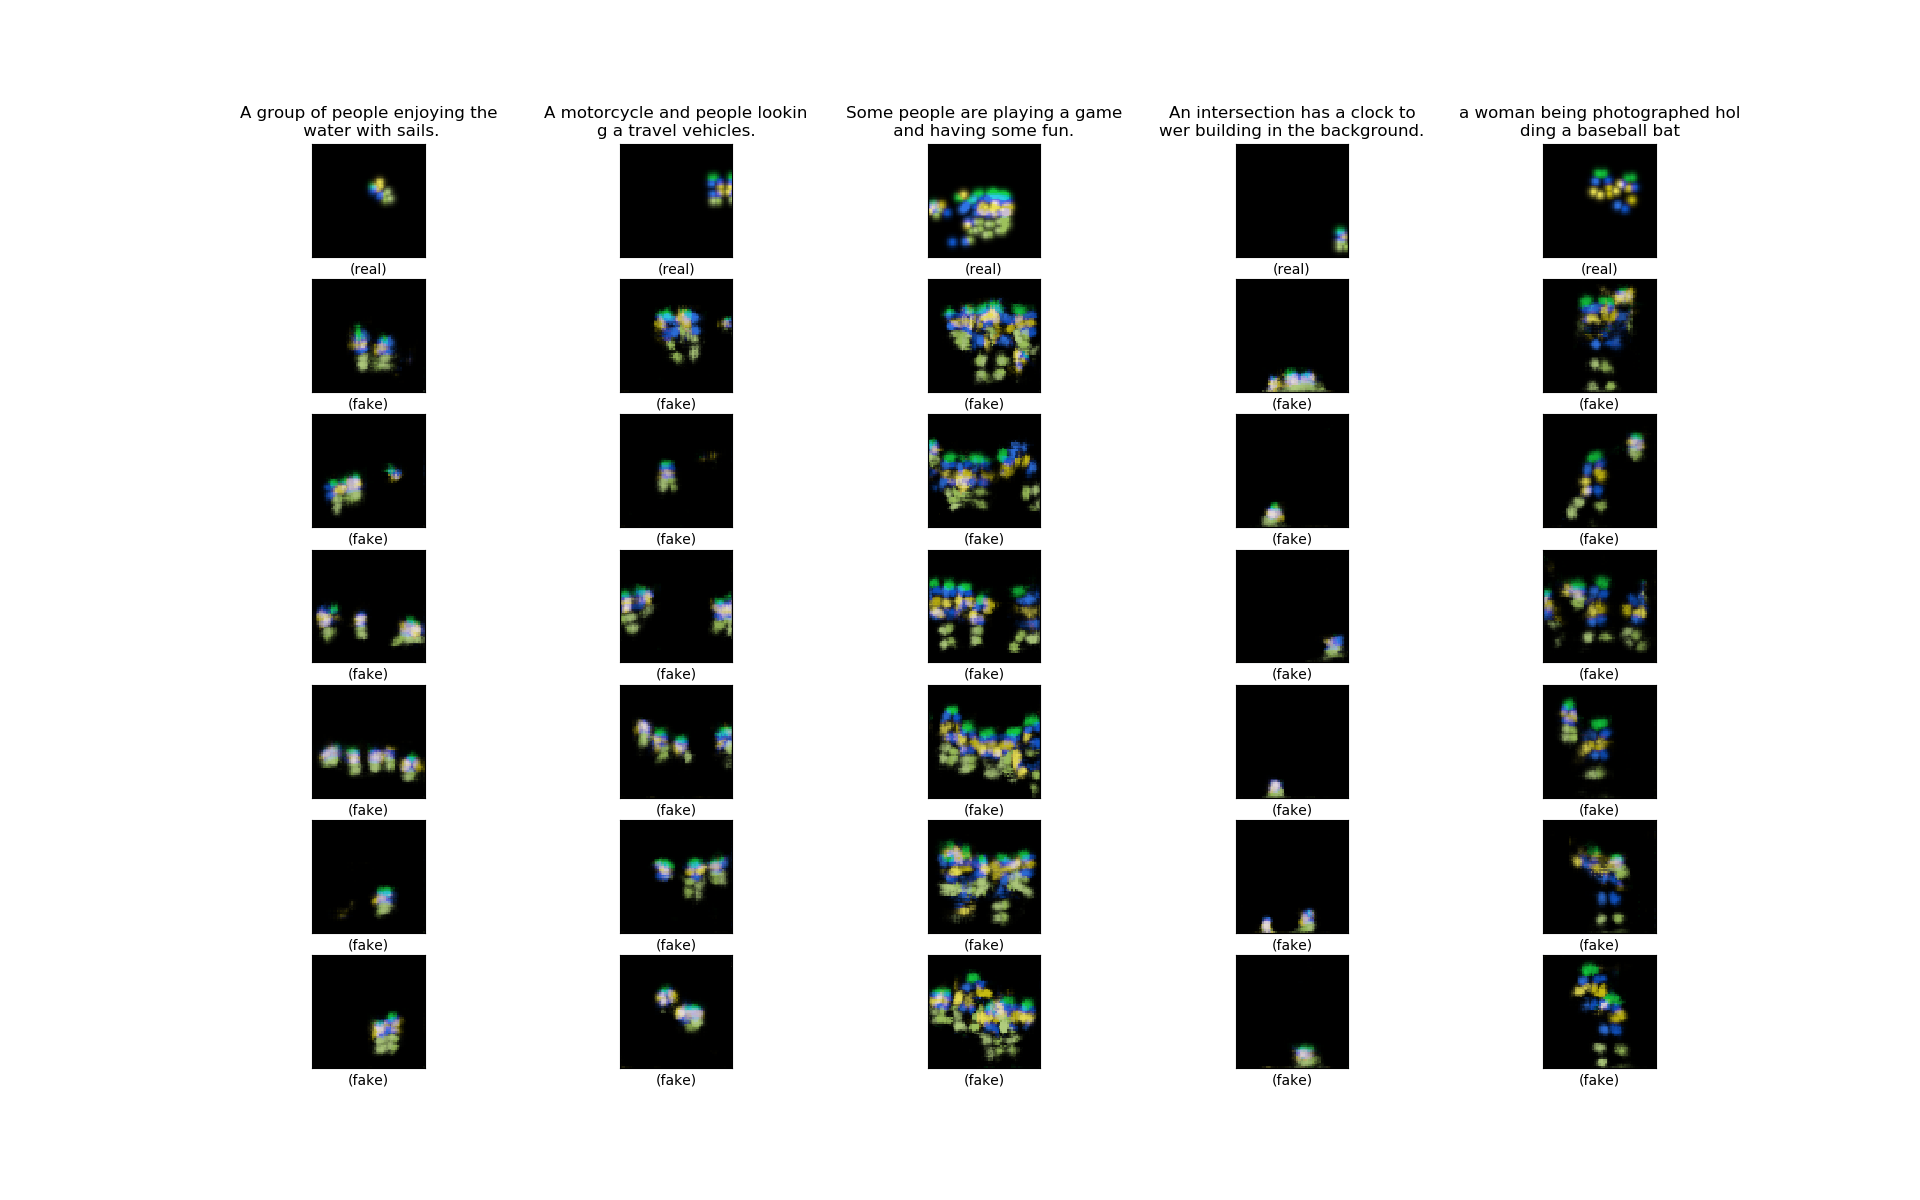 A group of people enjoying the
water with sails.
A motorcycle and people lookin
g a travel vehicles.
Some people are playing a game
and having some fun.
An intersection has a clock to
wer building in the background.
a woman being photographed hol
ding a baseball bat
(real) (real) (real) (real) (real)
(fake) (fake) (fake) (fake) (fake)
(fake) (fake) (fake) (fake) (fake)
(fake) (fake) (fake) (fake) (fake)
(fake) (fake) (fake) (fake) (fake)
(fake) (fake) (fake) (fake) (fake)
(fake) (fake) (fake) (fake) (fake)